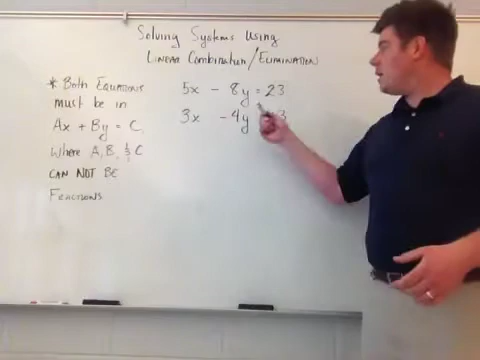 Solving Systems Using
Linear Combination/Elimination
* Both Equations
must be in
Ax + By = C,
Where A, B, & C
CAN NOT BE
Fractions
5x - 8y = 23
3x - 4y